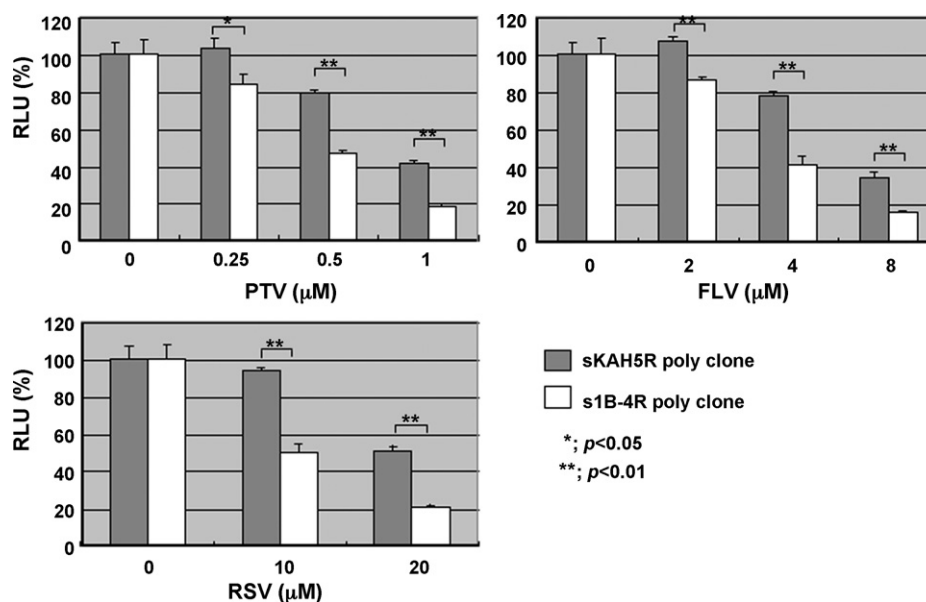 120
100
80
60
40
20
0
RLU (%)
*
**
**
0 0.25 0.5 1
PTV (μM)
120
100
80
60
40
20
0
**
**
**
0 2 4 8
FLV (μM)
120
100
80
60
40
20
0
RLU (%)
**
**
0 10 20
RSV (μM)
sKAH5R poly clone
s1B-4R poly clone
*; p<0.05
**; p<0.01